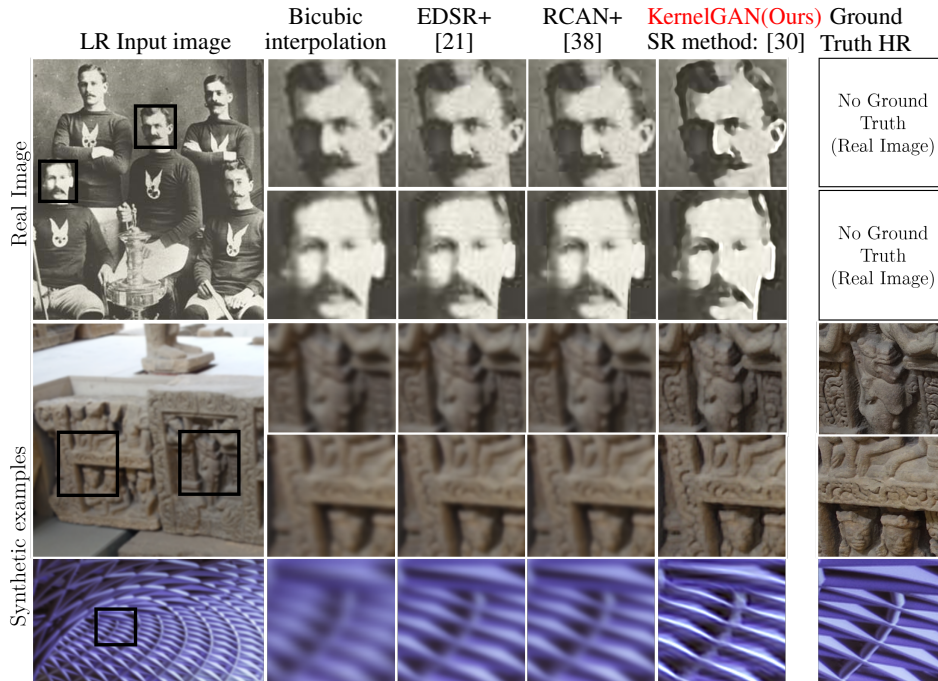 LR Input image
Bicubic
interpolation
EDSR+
[21]
RCAN+
[38]
KernelGAN(Ours)
SR method: [30]
Ground
Truth HR
Real Image
No Ground
Truth
(Real Image)
No Ground
Truth
(Real Image)
Synthetic examples